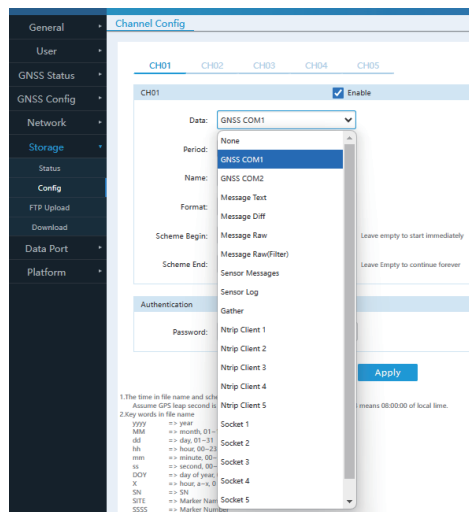 General
User
GNSS Status
GNSS Config
Network
Storage
Status
Config
FTP Upload
Download
Data Port
Platform
Channel Config
CH01 CH02 CH03 CH04 CH05
CH01 Enable
Data: GNSS COM1
Period:
Name:
Format:
Scheme Begin: Leave empty to start immediately
Scheme End: Leave Empty to continue forever
None
GNSS COM1
GNSS COM2
Message Text
Message Diff
Message Raw
Message Raw(Filter)
Sensor Messages
Sensor Log
Gather
Ntrip Client 1
Ntrip Client 2
Ntrip Client 3
Ntrip Client 4
Ntrip Client 5
Socket 1
Socket 2
Socket 3
Socket 4
Socket 5
Authentication
Password:
Apply
1.The time in file name and sche
Assume GPS leap second is means 08:00:00 of local lime.
2.Key words in file name
yyyy => year
MM => month, 01~
dd => day, 01~31
hh => hour, 00~23
mm => minute, 00~
ss => second, 00~
DOY => day of year,
X => hour, a~x, 0
SN => SN
SITE => Marker Nam
SSSS => Marker Number